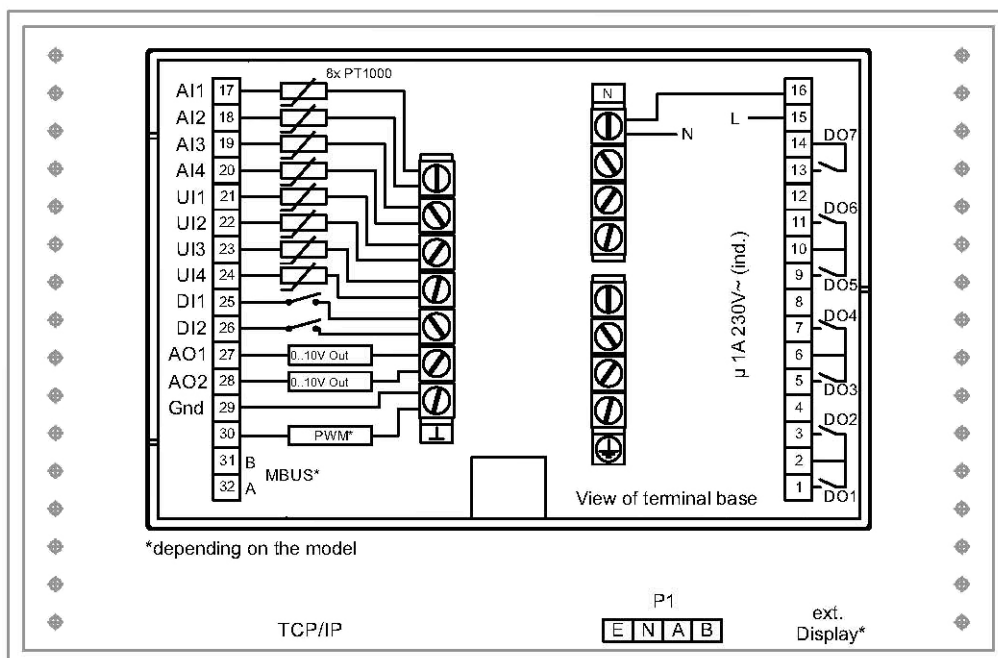 8x PT1000
AI1 17
AI2 18
AI3 19
AI4 20
UI1 21
UI2 22
UI3 23
UI4 24
DI1 25
DI2 26
AO1 27 0..10V Out
AO2 28 0..10V Out
Gnd 29
30 PWM*
31 B
MBUS*
32 A
N
N
L
16
15
14 DO7
13
12
11 DO6
10
9 DO5
8
7 DO4
6
5 DO3
4
3 DO2
2
1 DO1
µ 1A 230V~ (ind.)
View of terminal base
*depending on the model
TCP/IP
P1
E N A B
ext.
Display*